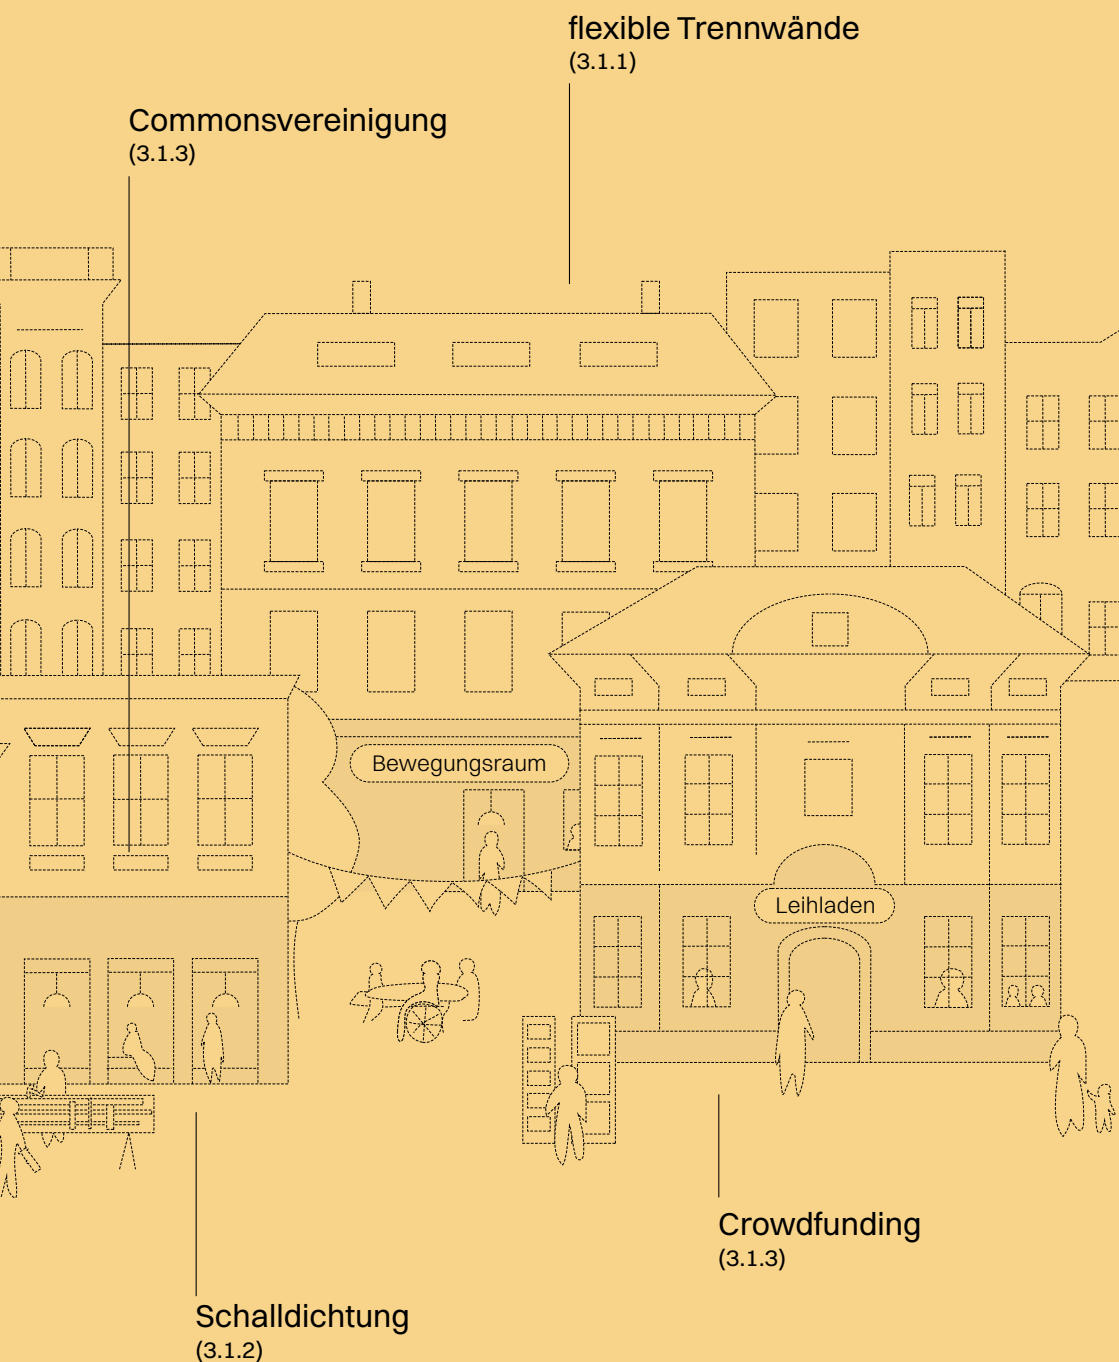 flexible Trennwände
(3.1.1)
Commonsvereinigung
(3.1.3)
Bewegungsraum
Leihladen
Crowdfunding
(3.1.3)
Schalldichtung
(3.1.2)